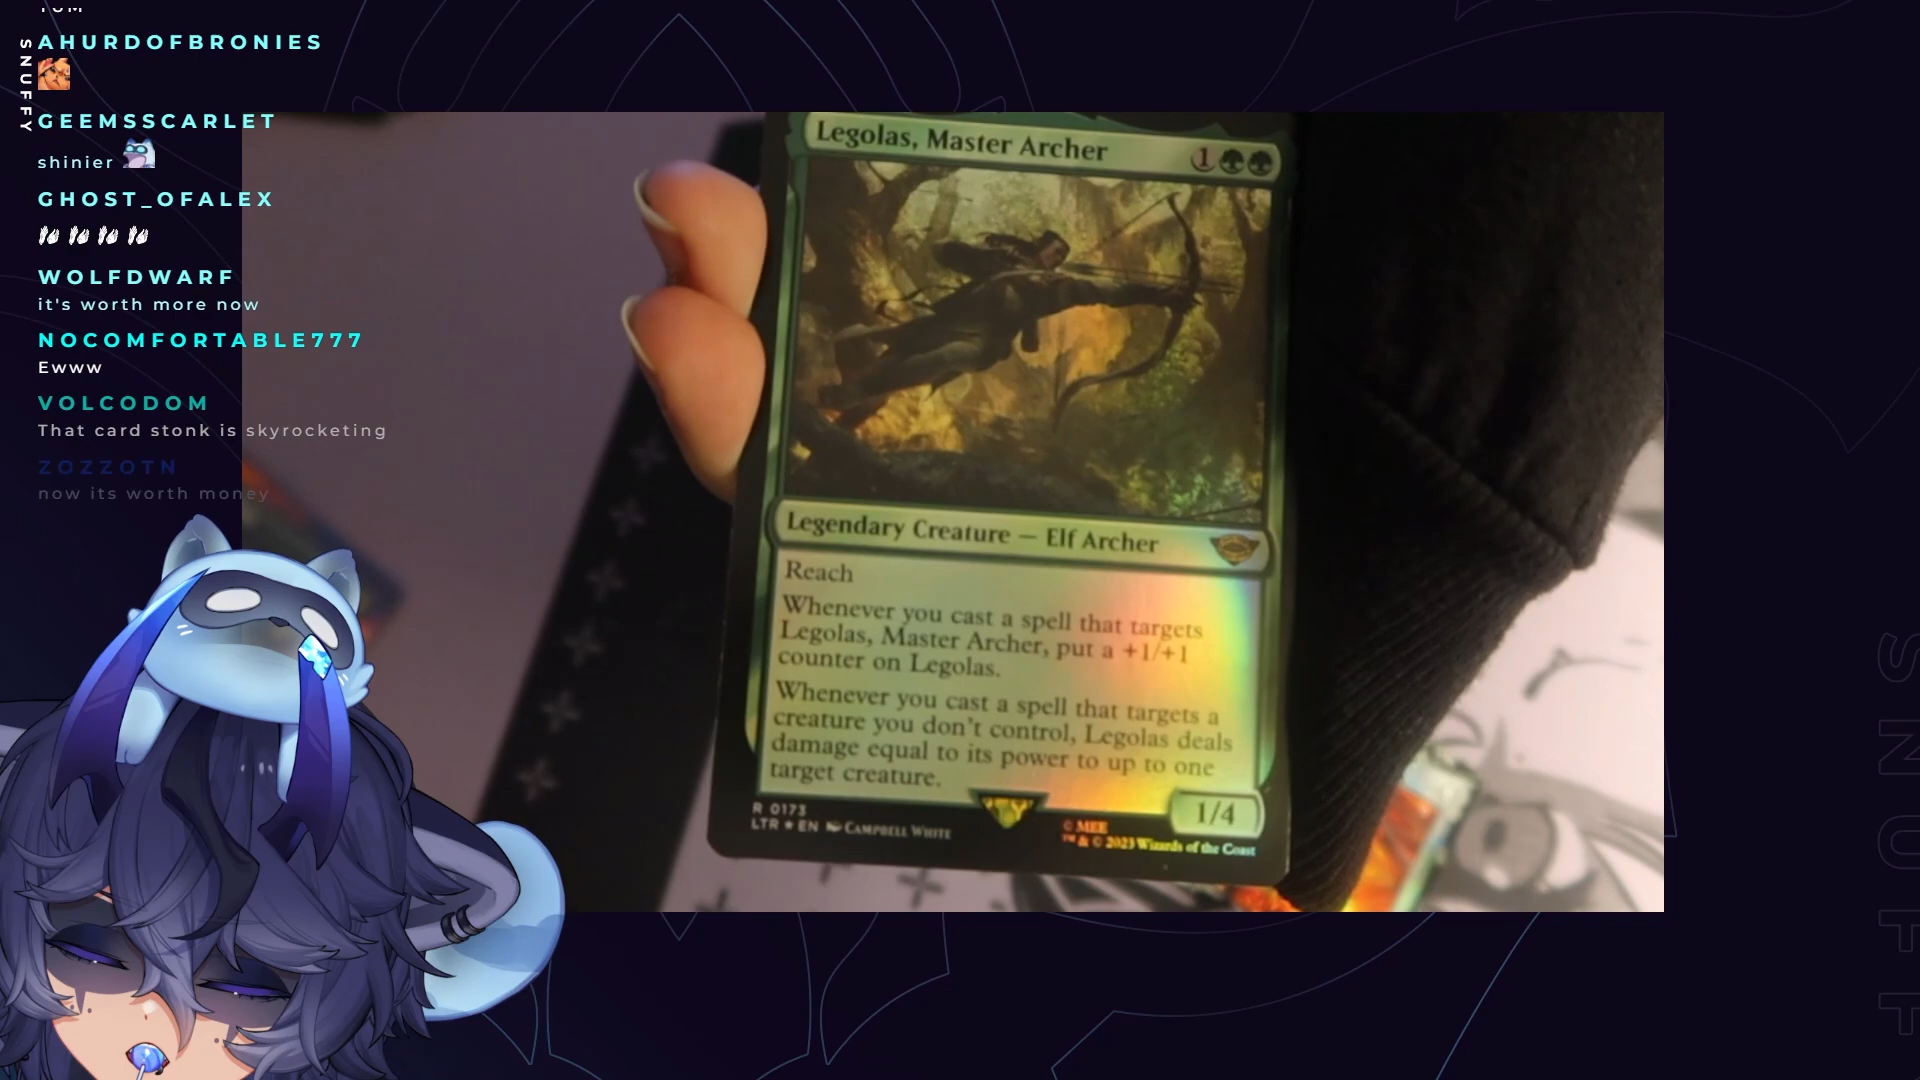 SNUFFY
AHURDOFBRONIES
GEEMSSCARLET
shinier
GHOST_OFALEX
WOLFDWARF
it's worth more now
NOCOMFORTABLE777
Ewww
VOLCODOM
That card stonk is skyrocketing
ZOZZOTN
now its worth money
Legolas, Master Archer 1
Legendary Creature — Elf Archer
Reach
Whenever you cast a spell that targets
Legolas, Master Archer, put a +1/+1
counter on Legolas.
Whenever you cast a spell that targets a
creature you don't control, Legolas deals
damage equal to its power to up to one
target creature.
1/4
R 0173
LTR ★ EN CAMPBELL WHITE
© MEE
™ & © 2023 Wizards of the Coast
SNUFF